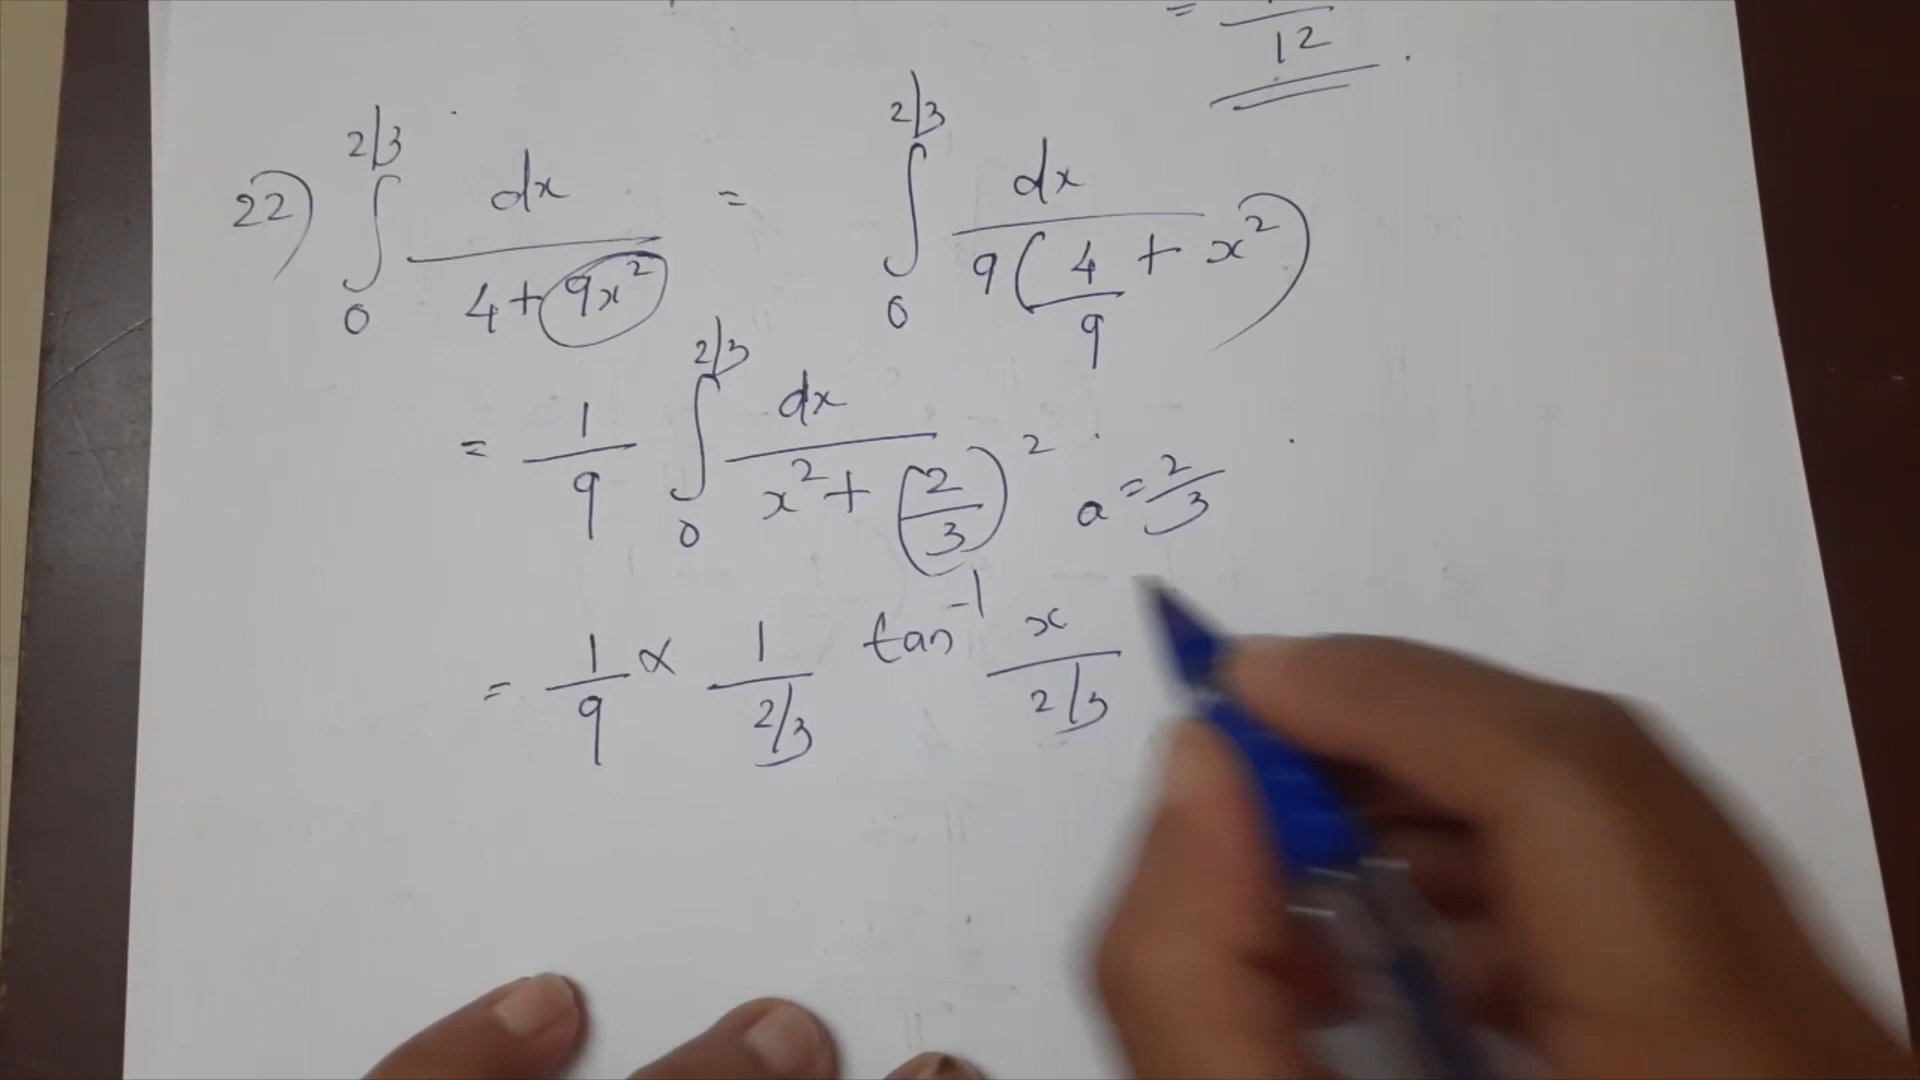 = 12
22) ∫₀^{2/3} dx / (4 + 9x²) = ∫₀^{2/3} dx / 9(4/9 + x²)
= 1/9 ∫₀^{2/3} dx / (x² + (2/3)²) a = 2/3
= 1/9 × 1/(2/3) tan⁻¹ x/(2/3)